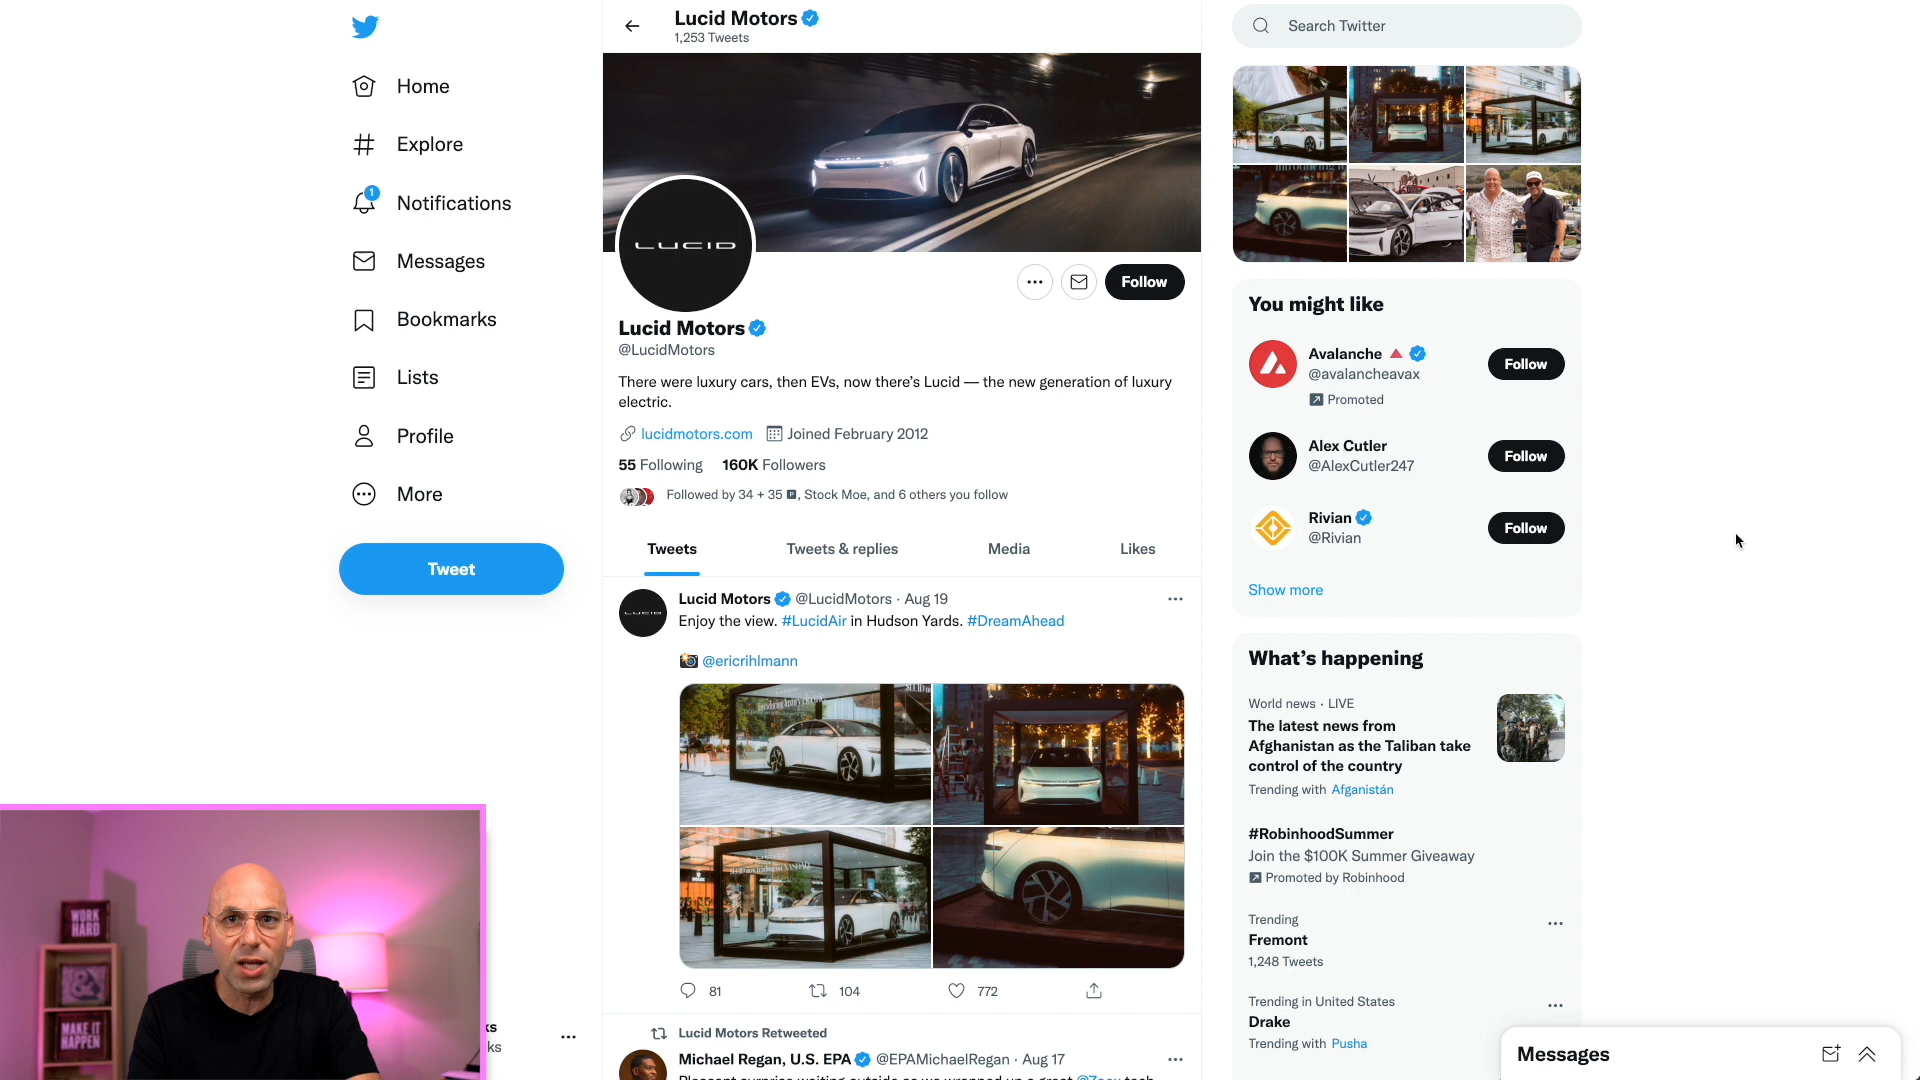 Home
Explore
1
Notifications
Messages
Bookmarks
Lists
Profile
More
Tweet
Lucid Motors
1,253 Tweets
LUCID
Follow
Lucid Motors
@LucidMotors
There were luxury cars, then EVs, now there's Lucid — the new generation of luxury
electric.
lucidmotors.com Joined February 2012
55 Following 160K Followers
Followed by 34 + 35 🅿, Stock Moe, and 6 others you follow
Tweets Tweets & replies Media Likes
LUCID
Lucid Motors @LucidMotors · Aug 19
Enjoy the view. #LucidAir in Hudson Yards. #DreamAhead
📸 @ericrihlmann
81 104 772
Lucid Motors Retweeted
Michael Regan, U.S. EPA @EPAMichaelRegan · Aug 17
Search Twitter
You might like
Avalanche 🔺
@avalancheavax
Promoted
Follow
Alex Cutler
@AlexCutler247
Follow
Rivian
@Rivian
Follow
Show more
What's happening
World news · LIVE
The latest news from
Afghanistan as the Taliban take
control of the country
Trending with Afganistán
#RobinhoodSummer
Join the $100K Summer Giveaway
Promoted by Robinhood
Trending
Fremont
1,248 Tweets
Trending in United States
Drake
Trending with Pusha
Messages
WORK
HARD
&
MAKE IT
HAPPEN
ks
ks